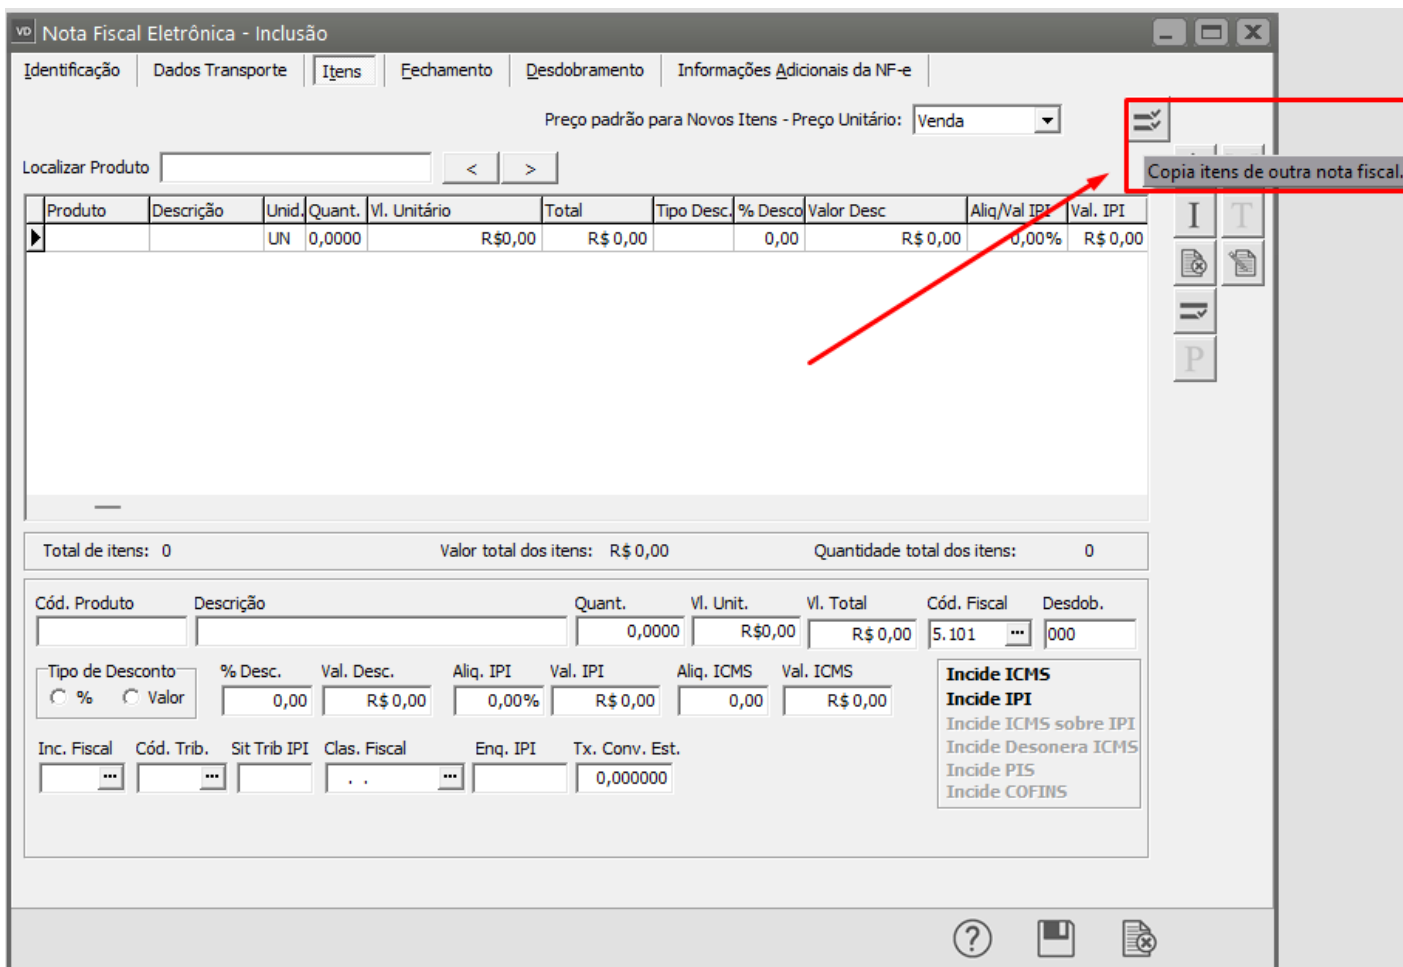 VD Nota Fiscal Eletrônica - Inclusão
Identificação Dados Transporte Itens Fechamento Desdobramento Informações Adicionais da NF-e
Preço padrão para Novos Itens - Preço Unitário: Venda
Localizar Produto < >
Copia itens de outra nota fiscal.
Produto Descrição Unid. Quant. Vl. Unitário Total Tipo Desc. % Desco Valor Desc Aliq/Val IPI Val. IPI
UN 0,0000 R$0,00 R$ 0,00 0,00 R$ 0,00 0,00% R$ 0,00
I T
P
Total de itens: 0 Valor total dos itens: R$ 0,00 Quantidade total dos itens: 0
Cód. Produto Descrição Quant. Vl. Unit. Vl. Total Cód. Fiscal Desdob.
0,0000 R$0,00 R$ 0,00 5.101 ... 000
Tipo de Desconto % Desc. Val. Desc. Aliq. IPI Val. IPI Aliq. ICMS Val. ICMS
% Valor 0,00 R$ 0,00 0,00% R$ 0,00 0,00 R$ 0,00
Incide ICMS
Incide IPI
Incide ICMS sobre IPI
Incide Desonera ICMS
Incide PIS
Incide COFINS
Inc. Fiscal Cód. Trib. Sit Trib IPI Clas. Fiscal Enq. IPI Tx. Conv. Est.
... ... . . ... 0,000000
?